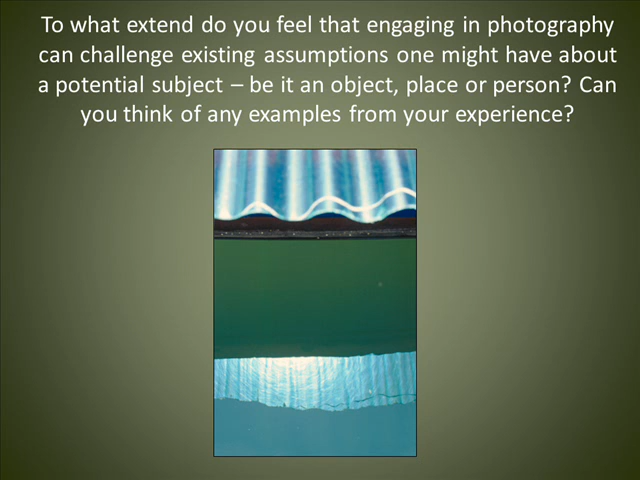 To what extend do you feel that engaging in photography
can challenge existing assumptions one might have about
a potential subject – be it an object, place or person? Can
you think of any examples from your experience?